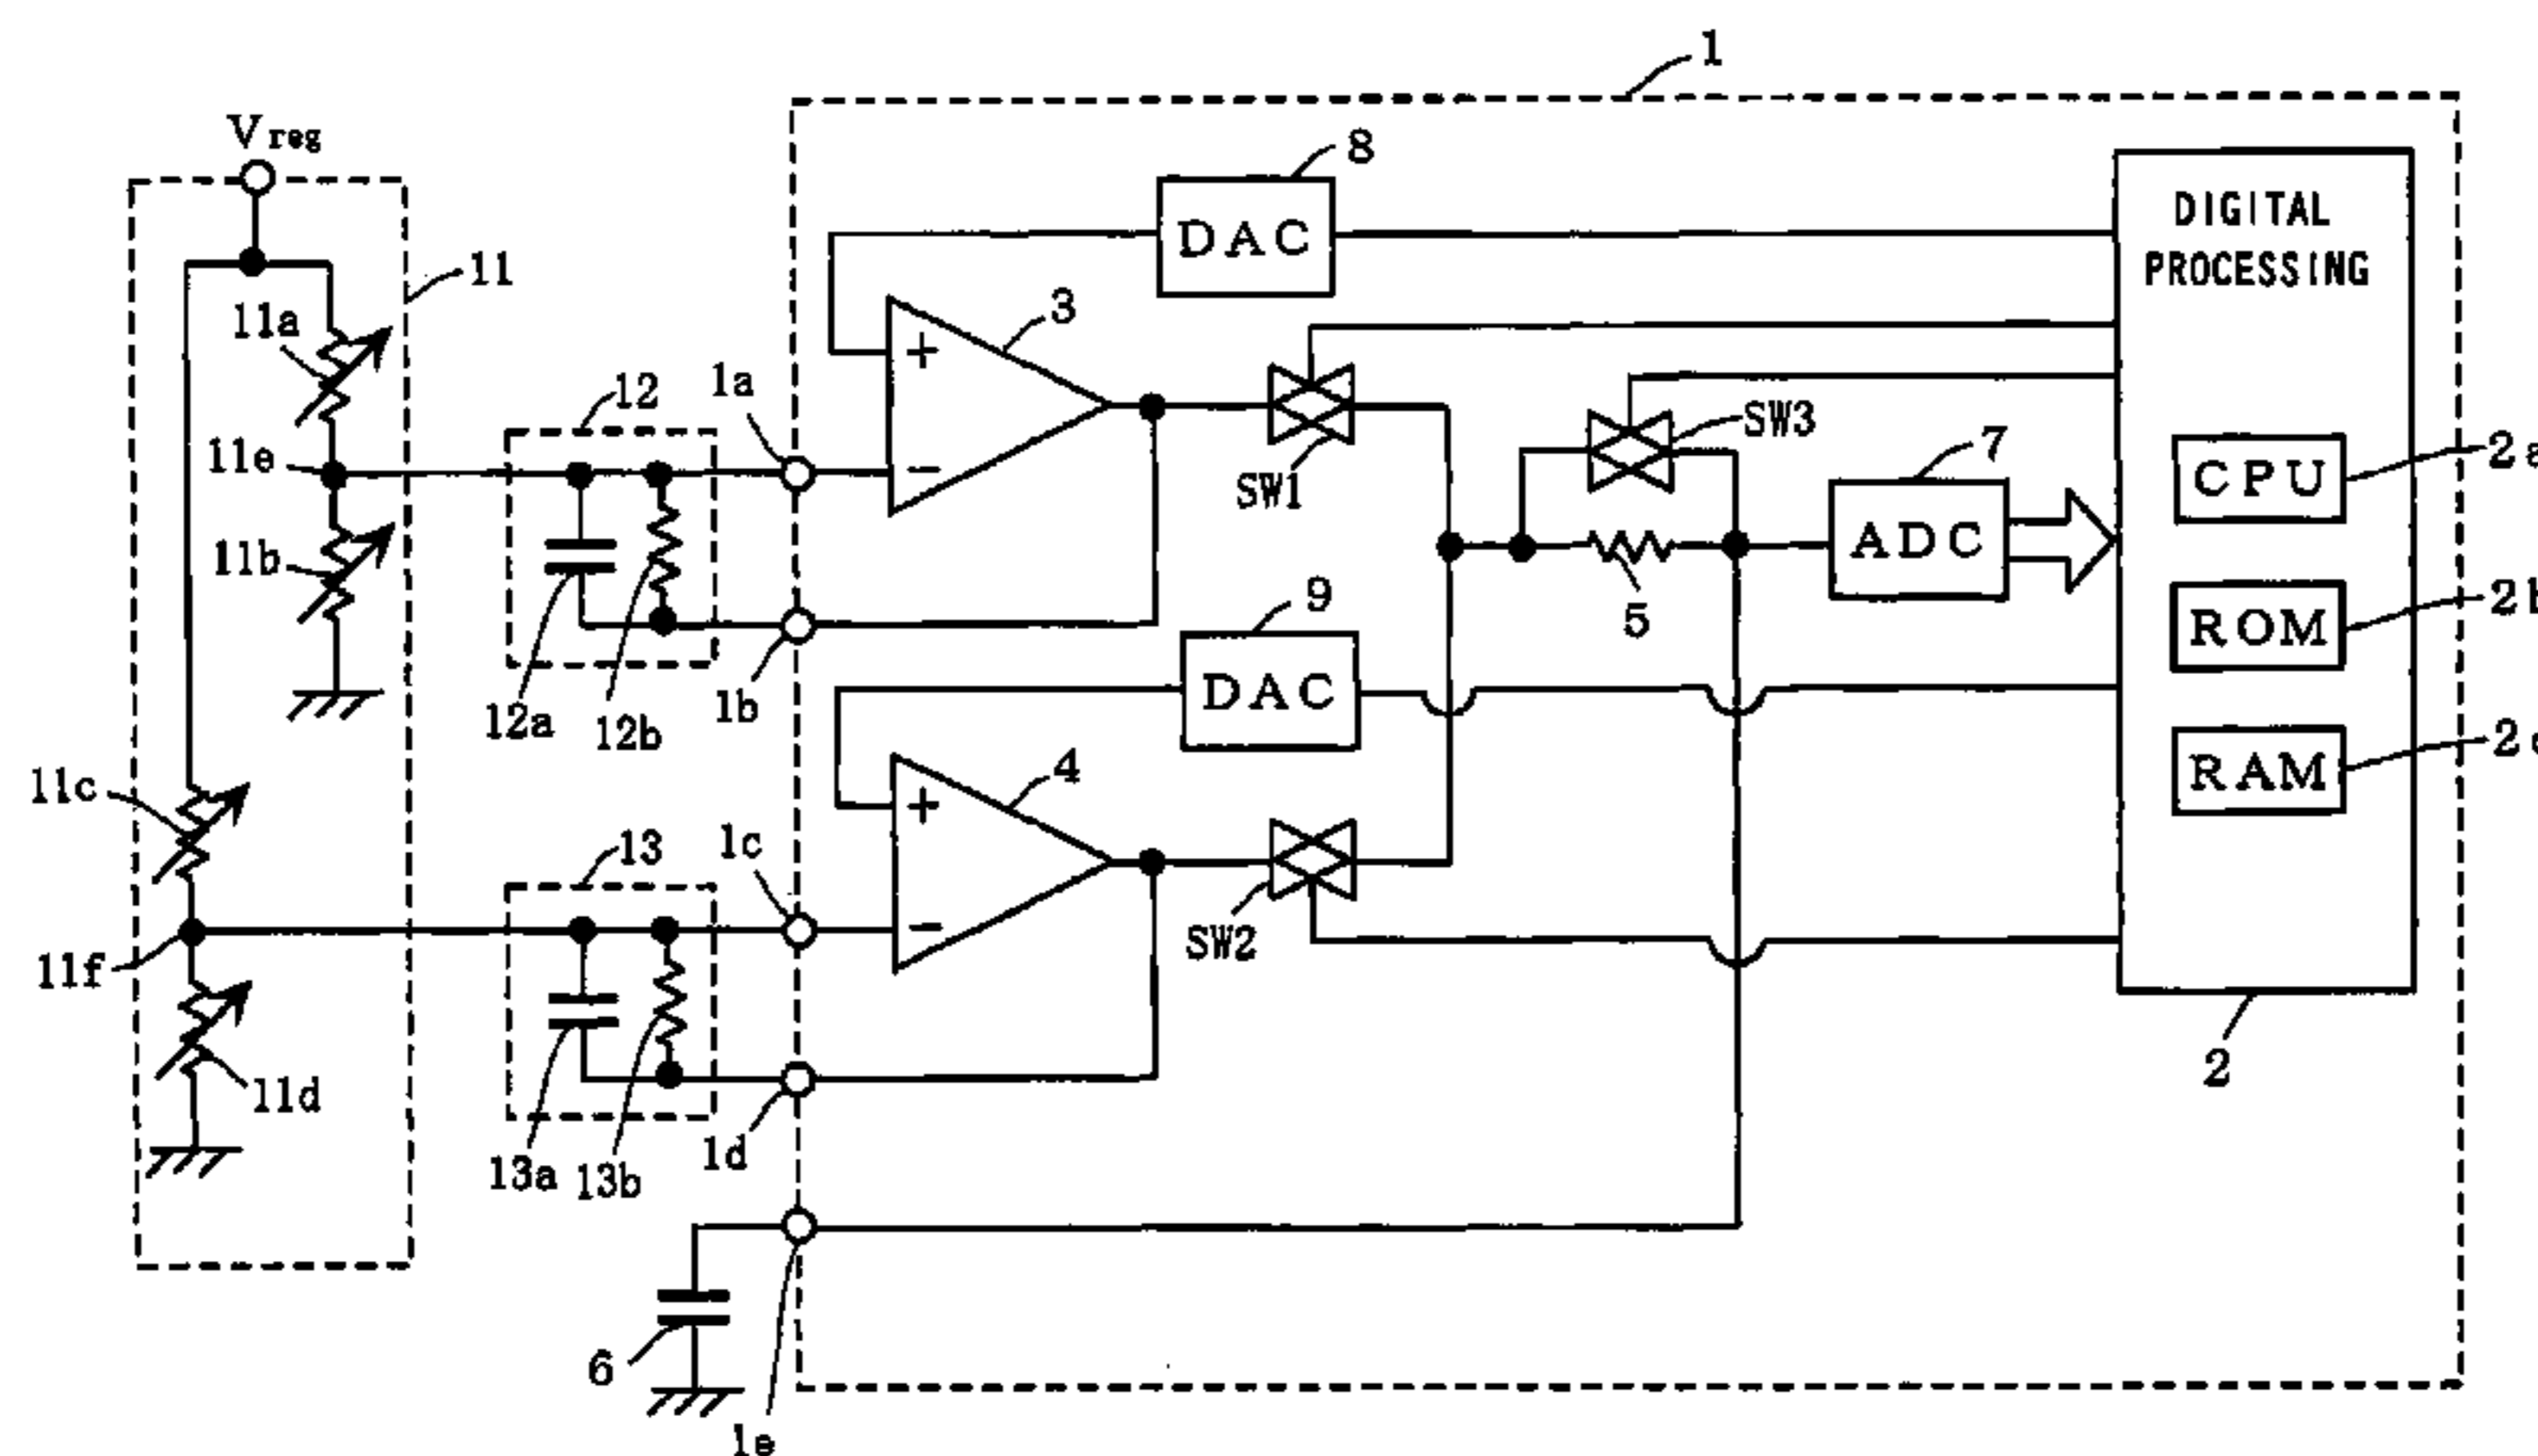 1
Vreg
8
DAC
DIGITAL
PROCESSING
11
11a
3
12
1a
SW3
7
11e
SW1
CPU
2a
+
-
ADC
11b
9
5
ROM
12a
12b
1b
DAC
RAM
11c
4
+
13
1c
SW2
-
11f
2
11d
13a
13b
1d
6
1e